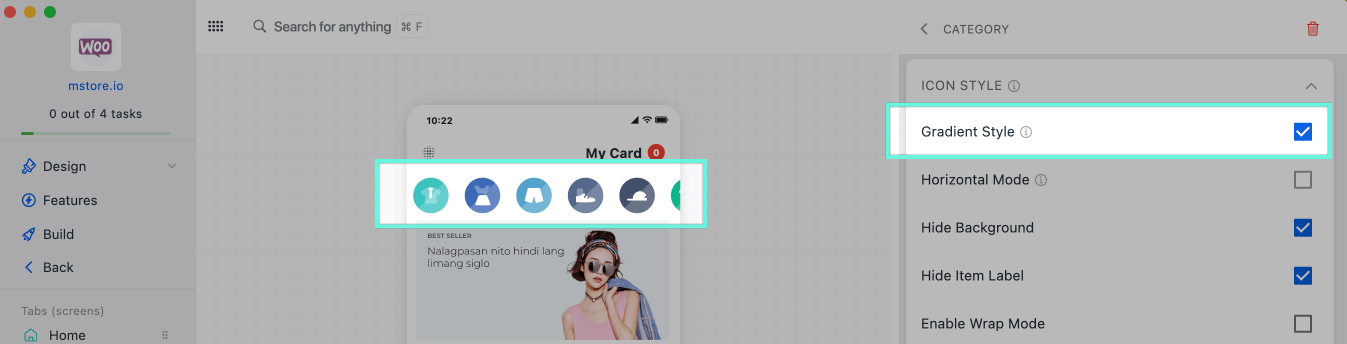 Woo
mstore.io
0 out of 4 tasks
Design
Features
Build
Back
Tabs (screens)
Home
Search for anything ⌘ F
10:22
My Card 0
BEST SELLER
Nalagpasan nito hindi lang
limang siglo
CATEGORY
ICON STYLE
Gradient Style
Horizontal Mode
Hide Background
Hide Item Label
Enable Wrap Mode